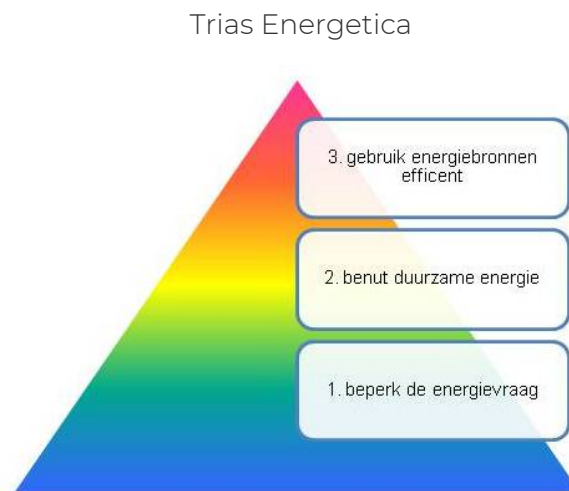 Trias Energetica
3. gebruik energiebronnen
efficent
2. benut duurzame energie
1. beperk de energievraag